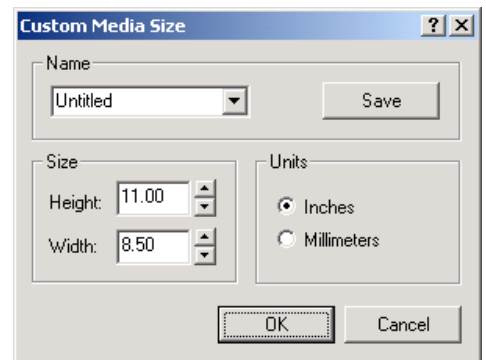 Custom Media Size
Name
Untitled
Save
Size
Height: 11.00
Width: 8.50
Units
Inches
Millimeters
OK
Cancel